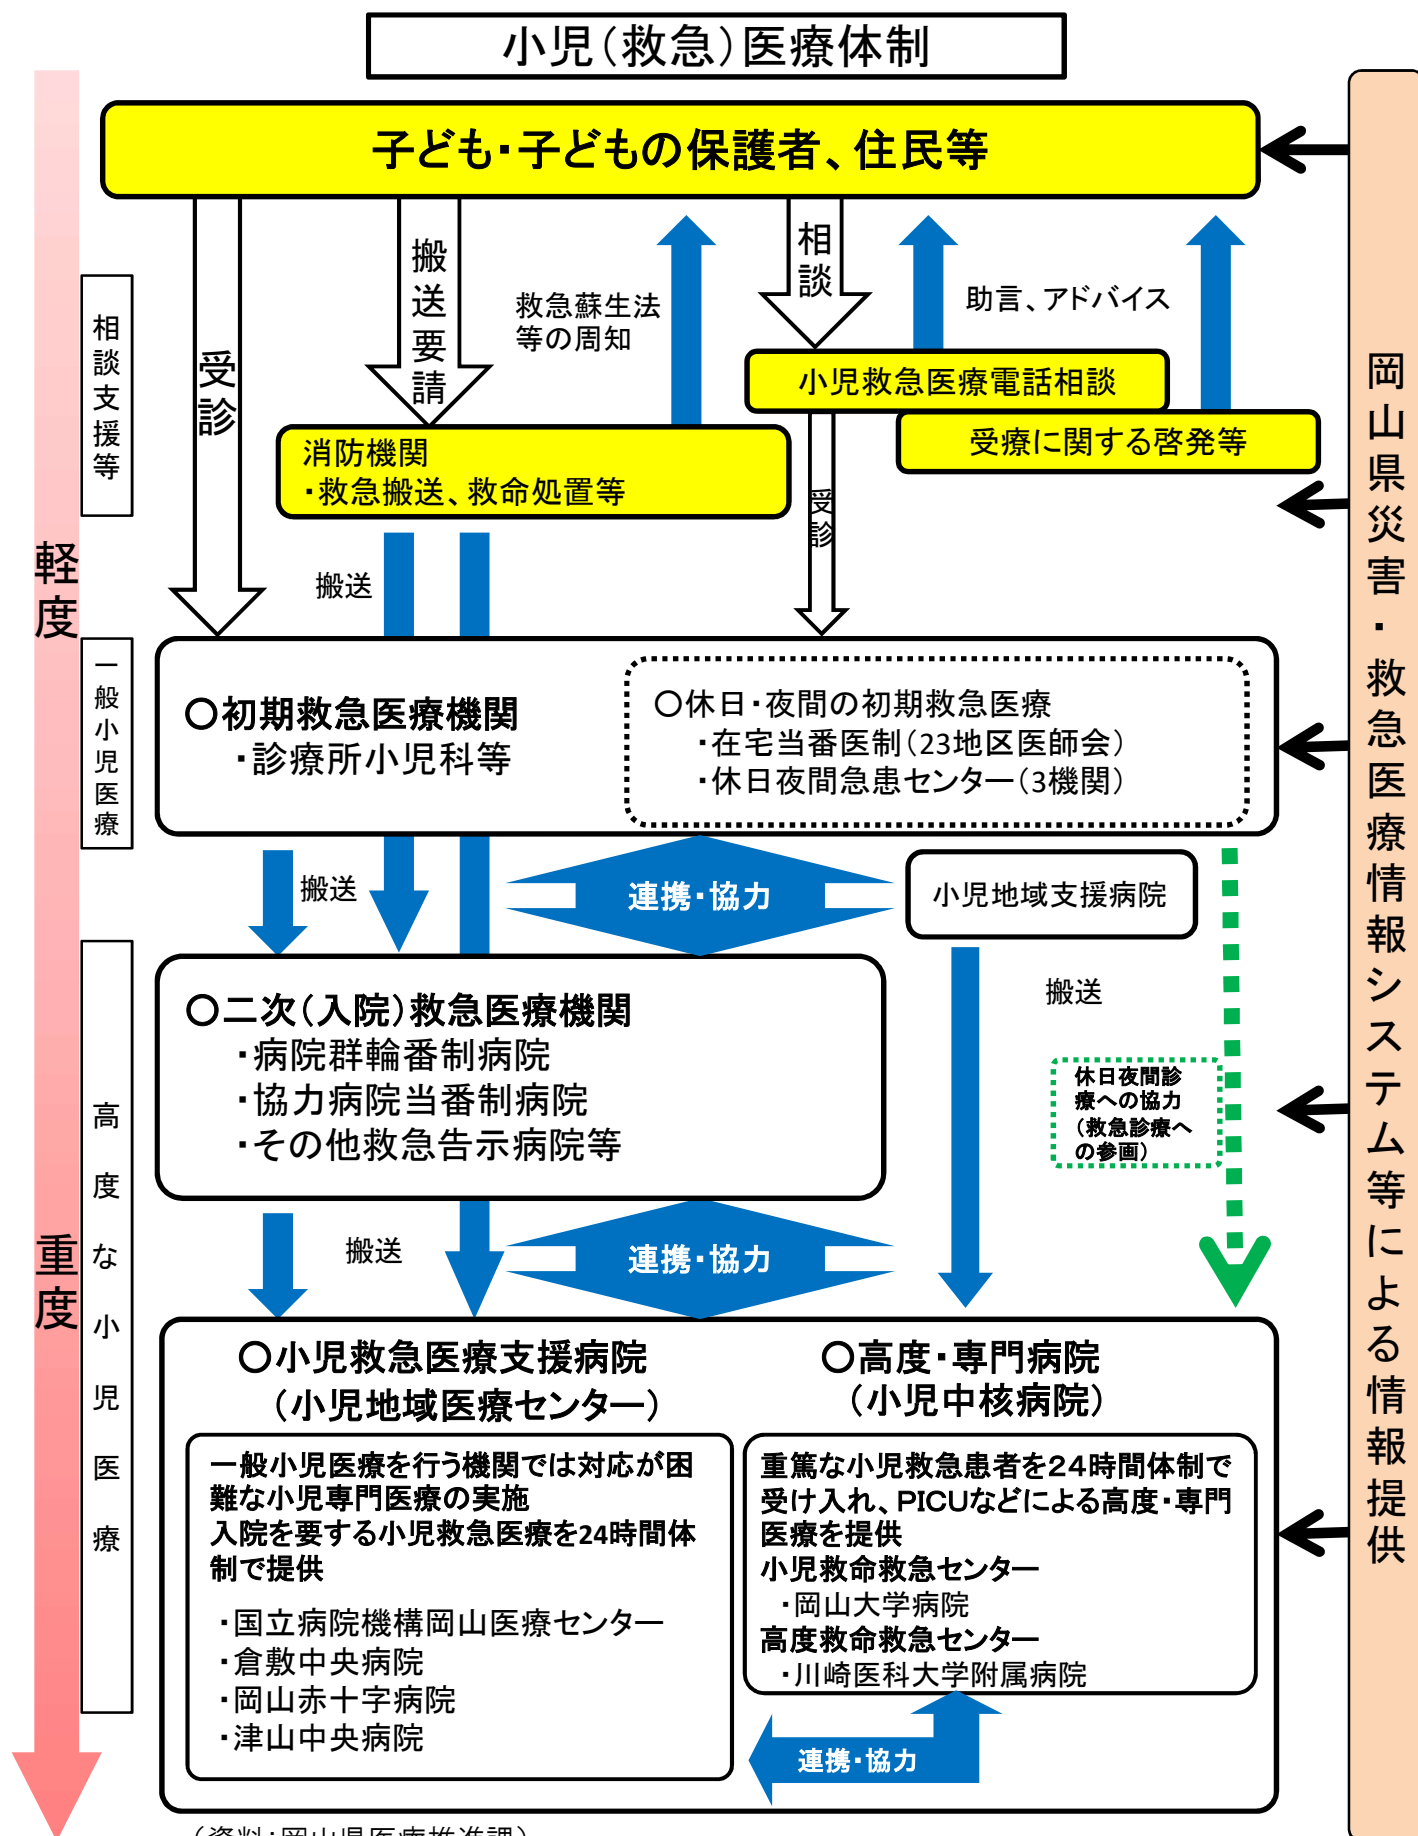 小児(救急)医療体制
子ども・子どもの保護者、住民等
受診
搬送要請
救急蘇生法
等の周知
相談
助言、アドバイス
小児救急医療電話相談
受療に関する啓発等
消防機関
・救急搬送、救命処置等
受診
搬送
相談支援等
軽度
一般小児医療
○初期救急医療機関
・診療所小児科等
○休日・夜間の初期救急医療
・在宅当番医制(23地区医師会)
・休日夜間急患センター(3機関)
搬送
連携・協力
小児地域支援病院
搬送
○二次(入院)救急医療機関
・病院群輪番制病院
・協力病院当番制病院
・その他救急告示病院等
休日夜間診
療への協力
(救急診療へ
の参画)
高度な小児医療
重度
搬送
連携・協力
○小児救急医療支援病院
(小児地域医療センター)
一般小児医療を行う機関では対応が困
難な小児専門医療の実施
入院を要する小児救急医療を24時間体
制で提供
・国立病院機構岡山医療センター
・倉敷中央病院
・岡山赤十字病院
・津山中央病院
○高度・専門病院
(小児中核病院)
重篤な小児救急患者を24時間体制で
受け入れ、PICUなどによる高度・専門
医療を提供
小児救命救急センター
・岡山大学病院
高度救命救急センター
・川崎医科大学附属病院
連携・協力
岡山県災害・救急医療情報システム等による情報提供
(資料:岡山県医療推進課)